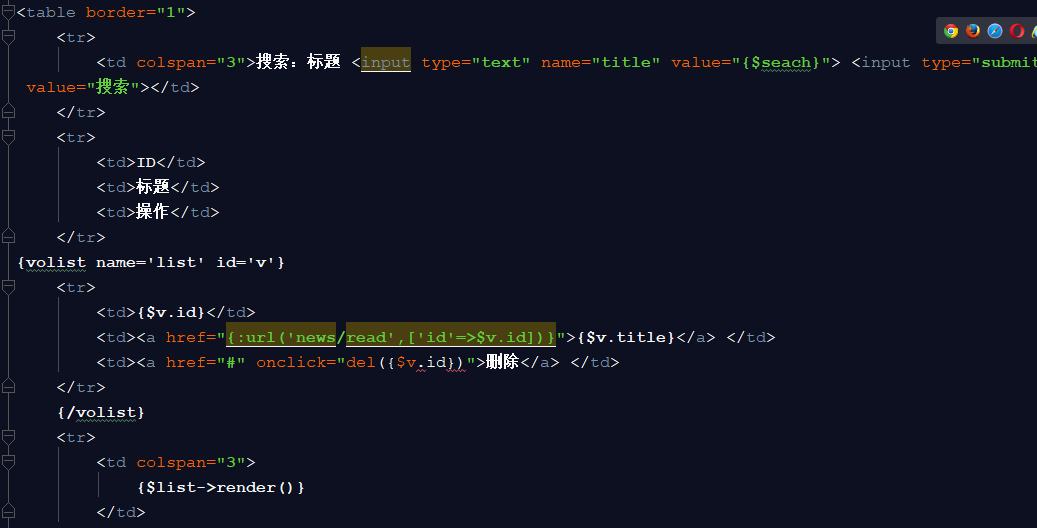 <table border="1">
<tr>
<td colspan="3">搜索：标题 <input type="text" name="title" value="{$seach}"> <input type="submit
value="搜索"></td>
</tr>
<tr>
<td>ID</td>
<td>标题</td>
<td>操作</td>
</tr>
{volist name='list' id='v'}
<tr>
<td>{$v.id}</td>
<td><a href="{:url('news/read',['id'=>$v.id])}">{$v.title}</a> </td>
<td><a href="#" onclick="del({$v.id})">删除</a> </td>
</tr>
{/volist}
<tr>
<td colspan="3">
{$list->render()}
</td>